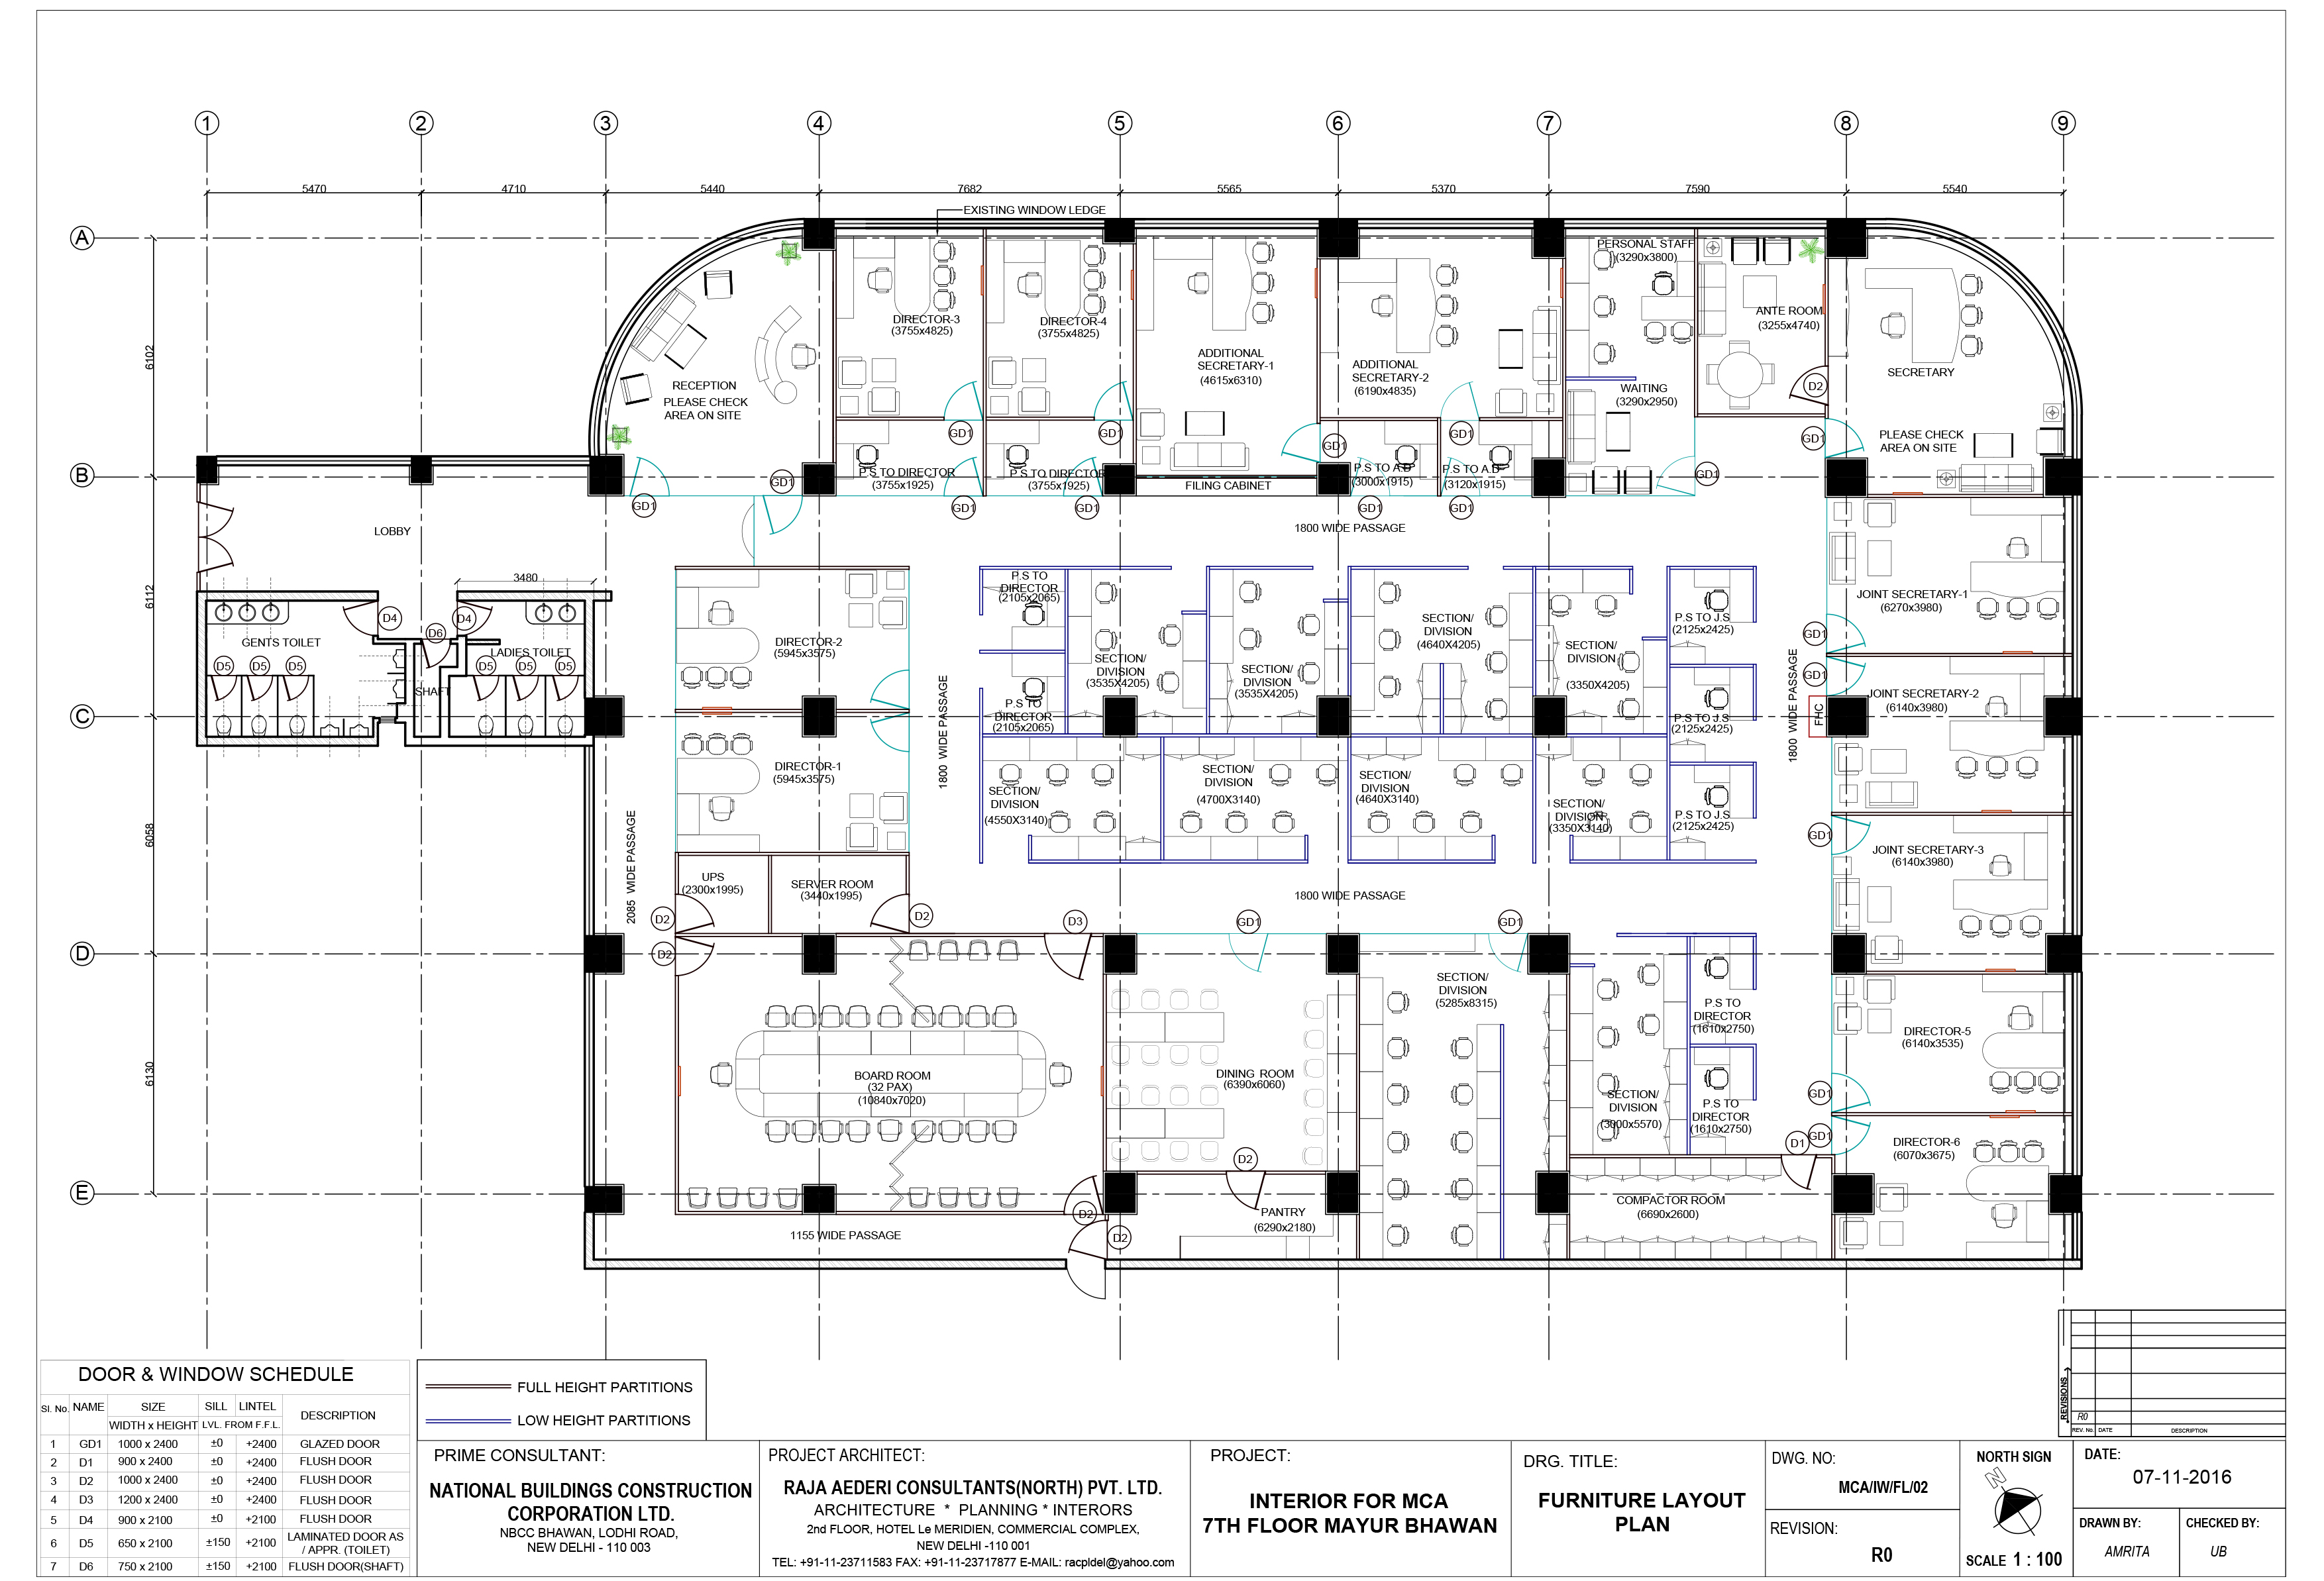 1 2 3 4 5 6 7 8 9
5470 4710 5440 7682 5565 5370 7590 5540
EXISTING WINDOW LEDGE
A
B
C
D
E
6102
6112
6058
6130
RECEPTION
PLEASE CHECK
AREA ON SITE
DIRECTOR-3
(3755x4825)
DIRECTOR-4
(3755x4825)
ADDITIONAL
SECRETARY-1
(4615x6310)
ADDITIONAL
SECRETARY-2
(6190x4835)
PERSONAL STAFF
(3290x3800)
WAITING
(3290x2950)
ANTE ROOM
(3255x4740)
D2
SECRETARY
PLEASE CHECK
AREA ON SITE
GD1 GD1 GD1 GD1 GD1
P.S TO DIRECTOR
(3755x1925)
P.S TO DIRECTOR
(3755x1925)
FILING CABINET
P.S TO A.D
(3000x1915)
P.S TO A.D
(3120x1915)
GD1 GD1 GD1 GD1 GD1 GD1 GD1
LOBBY
1800 WIDE PASSAGE
3480
GENTS TOILET
D4
D6
D4
LADIES TOILET
D5 D5 D5
D5 D5 D5
SHAFT
DIRECTOR-2
(5945x3575)
DIRECTOR-1
(5945x3575)
1800 WIDE PASSAGE
P.S TO
DIRECTOR
(2105x2065)
P.S TO
DIRECTOR
(2105x2065)
SECTION/
DIVISION
(3535X4205)
SECTION/
DIVISION
(3535X4205)
SECTION/
DIVISION
(4640X4205)
SECTION/
DIVISION
(3350X4205)
P.S TO J.S
(2125x2425)
P.S TO J.S
(2125x2425)
P.S TO J.S
(2125x2425)
SECTION/
DIVISION
(4550X3140)
SECTION/
DIVISION
(4700X3140)
SECTION/
DIVISION
(4640X3140)
SECTION/
DIVISION
(3350X3140)
1800 WIDE PASSAGE
JOINT SECRETARY-1
(6270x3980)
GD1
GD1
FHC
JOINT SECRETARY-2
(6140x3980)
GD1
JOINT SECRETARY-3
(6140x3980)
2085 WIDE PASSAGE
UPS
(2300x1995)
SERVER ROOM
(3440x1995)
D2
D2
D2
D3
1800 WIDE PASSAGE
GD1
GD1
BOARD ROOM
(32 PAX)
(10840x7020)
DINING ROOM
(6390x6060)
SECTION/
DIVISION
(5285x8315)
SECTION/
DIVISION
(3000x5570)
P.S TO
DIRECTOR
(1610x2750)
P.S TO
DIRECTOR
(1610x2750)
DIRECTOR-5
(6140x3535)
GD1
GD1
D1
DIRECTOR-6
(6070x3675)
D2
PANTRY
(6290x2180)
COMPACTOR ROOM
(6690x2600)
D2
D2
1155 WIDE PASSAGE
DOOR & WINDOW SCHEDULE
Sl. No. NAME SIZE SILL LINTEL DESCRIPTION
WIDTH x HEIGHT LVL. FROM F.F.L.
1 GD1 1000 x 2400 ±0 +2400 GLAZED DOOR
2 D1 900 x 2400 ±0 +2400 FLUSH DOOR
3 D2 1000 x 2400 ±0 +2400 FLUSH DOOR
4 D3 1200 x 2400 ±0 +2400 FLUSH DOOR
5 D4 900 x 2100 ±0 +2100 FLUSH DOOR
6 D5 650 x 2100 ±150 +2100 LAMINATED DOOR AS
/ APPR. (TOILET)
7 D6 750 x 2100 ±150 +2100 FLUSH DOOR(SHAFT)
FULL HEIGHT PARTITIONS
LOW HEIGHT PARTITIONS
PRIME CONSULTANT:
NATIONAL BUILDINGS CONSTRUCTION
CORPORATION LTD.
NBCC BHAWAN, LODHI ROAD,
NEW DELHI - 110 003
PROJECT ARCHITECT:
RAJA AEDERI CONSULTANTS(NORTH) PVT. LTD.
ARCHITECTURE * PLANNING * INTERORS
2nd FLOOR, HOTEL Le MERIDIEN, COMMERCIAL COMPLEX,
NEW DELHI -110 001
TEL: +91-11-23711583 FAX: +91-11-23717877 E-MAIL: racpldel@yahoo.com
PROJECT:
INTERIOR FOR MCA
7TH FLOOR MAYUR BHAWAN
DRG. TITLE:
FURNITURE LAYOUT
PLAN
DWG. NO:
MCA/IW/FL/02
REVISION:
R0
NORTH SIGN
N
SCALE 1 : 100
REVISIONS
R0
REV. No. DATE DESCRIPTION
DATE:
07-11-2016
DRAWN BY:
AMRITA
CHECKED BY:
UB